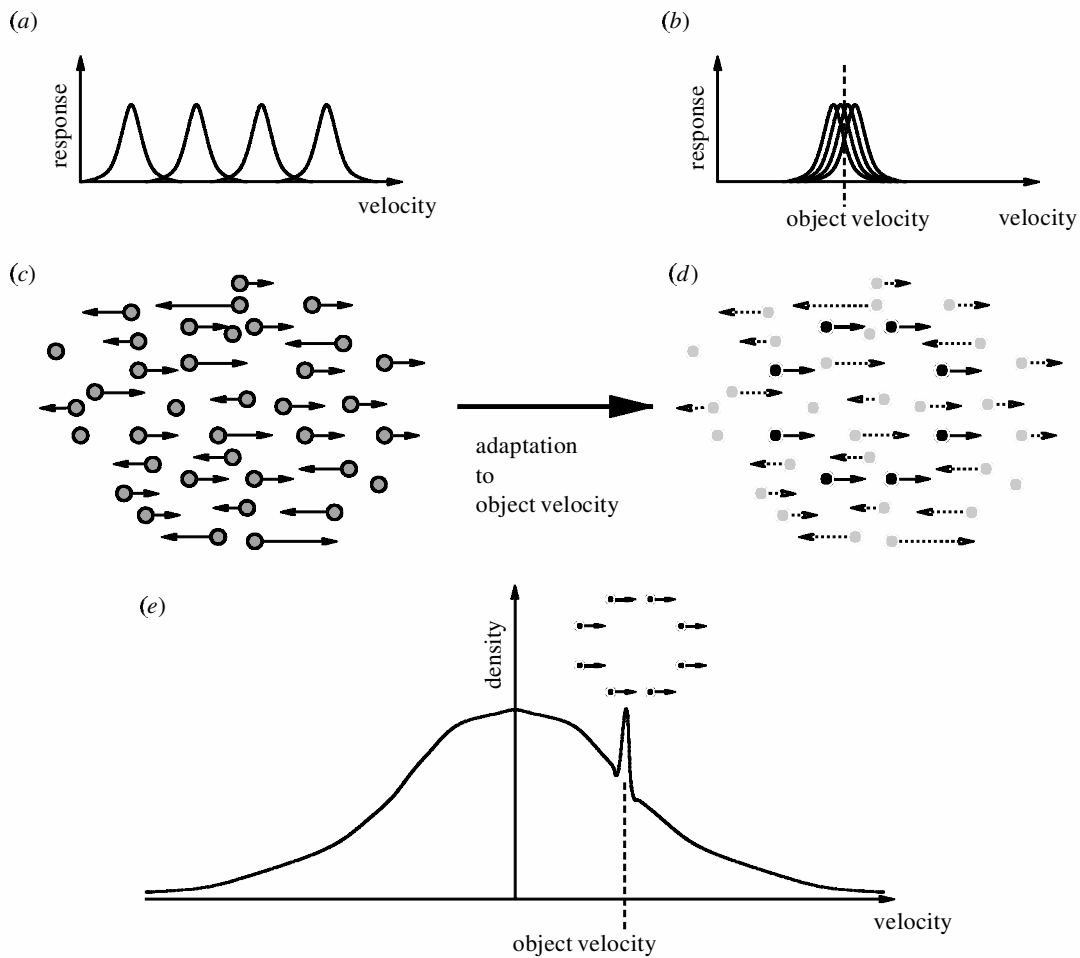 (a)
response
velocity
(b)
response
object velocity
velocity
(c)
adaptation
to
object velocity
(d)
(e)
density
velocity
object velocity